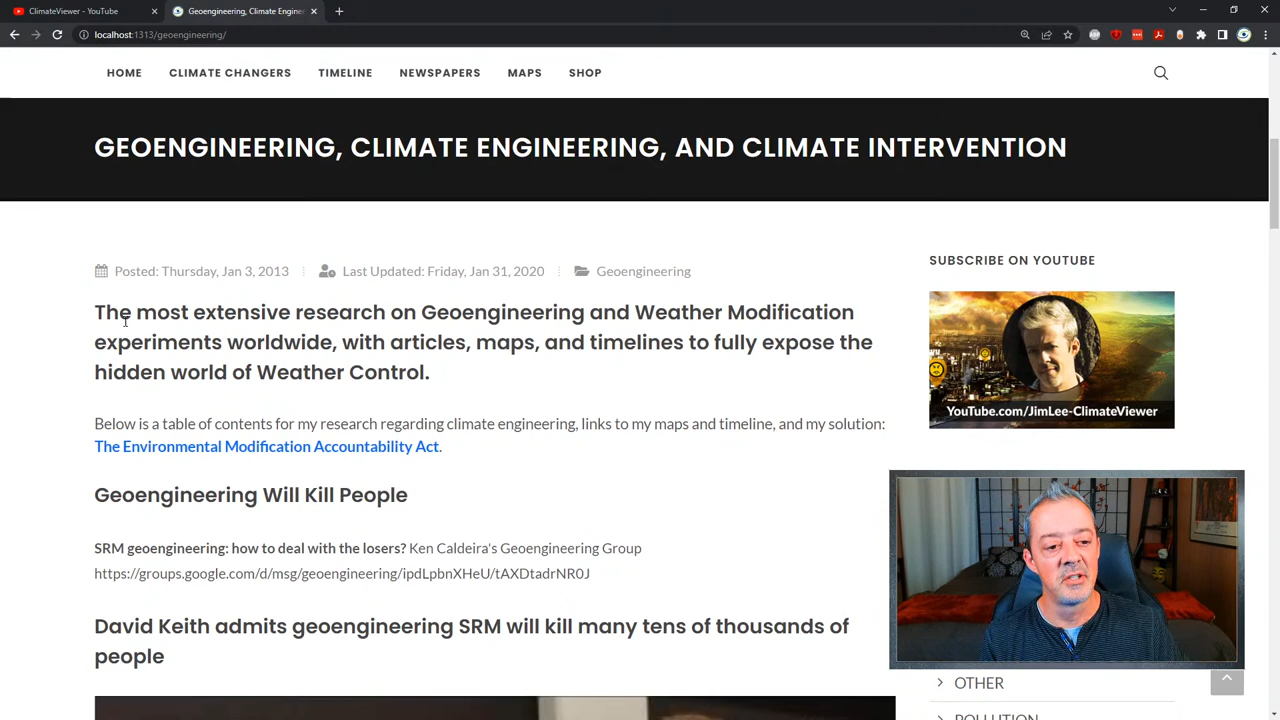 ClimateViewer - YouTube
Geoengineering, Climate Engine
localhost:1313/geoengineering/
HOME
CLIMATE CHANGERS
TIMELINE
NEWSPAPERS
MAPS
SHOP
GEOENGINEERING, CLIMATE ENGINEERING, AND CLIMATE INTERVENTION
Posted: Thursday, Jan 3, 2013
Last Updated: Friday, Jan 31, 2020
Geoengineering
The most extensive research on Geoengineering and Weather Modification
experiments worldwide, with articles, maps, and timelines to fully expose the
hidden world of Weather Control.
Below is a table of contents for my research regarding climate engineering, links to my maps and timeline, and my solution:
The Environmental Modification Accountability Act.
Geoengineering Will Kill People
SRM geoengineering: how to deal with the losers? Ken Caldeira's Geoengineering Group
https://groups.google.com/d/msg/geoengineering/ipdLpbnXHeU/tAXDtadrNR0J
David Keith admits geoengineering SRM will kill many tens of thousands of
people
SUBSCRIBE ON YOUTUBE
YouTube.com/JimLee-ClimateViewer
OTHER
POLLUTION